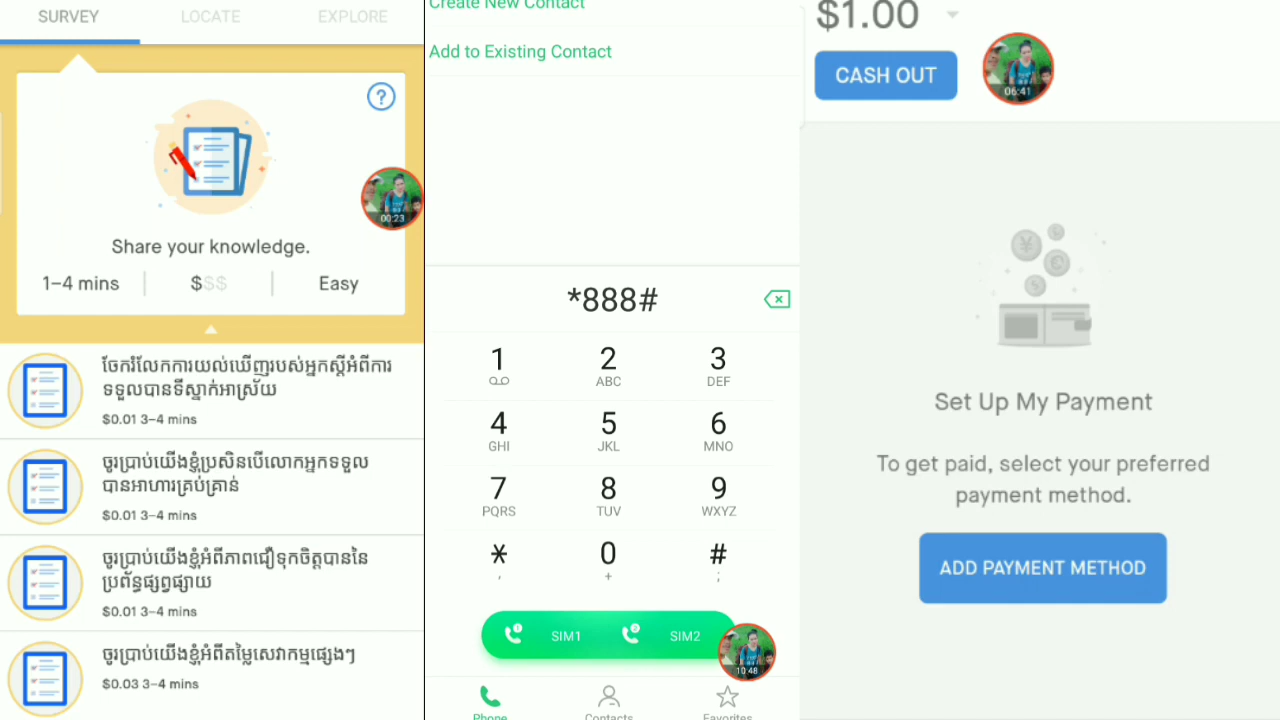 SURVEY
LOCATE
EXPLORE
?
00:23
Share your knowledge.
1–4 mins
$$$
Easy
ចែករំលែកការយល់ឃើញរបស់អ្នកស្តីអំពីការ
ទទួលបានទីស្នាក់អាស្រ័យ
$0.01 3–4 mins
ចូរប្រាប់យើងខ្ញុំប្រសិនបើលោកអ្នកទទួល
បានអាហារគ្រប់គ្រាន់
$0.01 3–4 mins
ចូរប្រាប់យើងខ្ញុំអំពីភាពជឿទុកចិត្តបាននៃ
ប្រព័ន្ធផ្សព្វផ្សាយ
$0.01 3–4 mins
ចូរប្រាប់យើងខ្ញុំអំពីតម្លៃសេវាកម្មផ្សេងៗ
$0.03 3–4 mins
Create New Contact
Add to Existing Contact
*888#
1
2
ABC
3
DEF
4
GHI
5
JKL
6
MNO
7
PQRS
8
TUV
9
WXYZ
*
,
0
+
#
;
1
SIM1
2
SIM2
10:48
Phone
Contacts
Favorites
$1.00
CASH OUT
06:41
Set Up My Payment
To get paid, select your preferred
payment method.
ADD PAYMENT METHOD